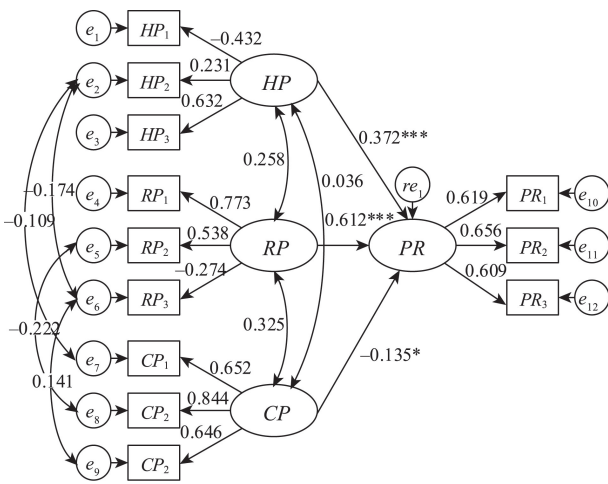 e1 HP1 −0.432
e2 HP2 0.231 HP
e3 HP3 0.632
0.372***
0.258 0.036 re1
−0.174
e4 RP1 0.773 0.619 PR1 e10
−0.109
e5 RP2 0.538 RP 0.612*** PR 0.656 PR2 e11
e6 RP3 −0.274 0.609 PR3 e12
−0.222 0.325
e7 CP1 0.652 −0.135*
0.141
e8 CP2 0.844 CP
0.646
e9 CP2